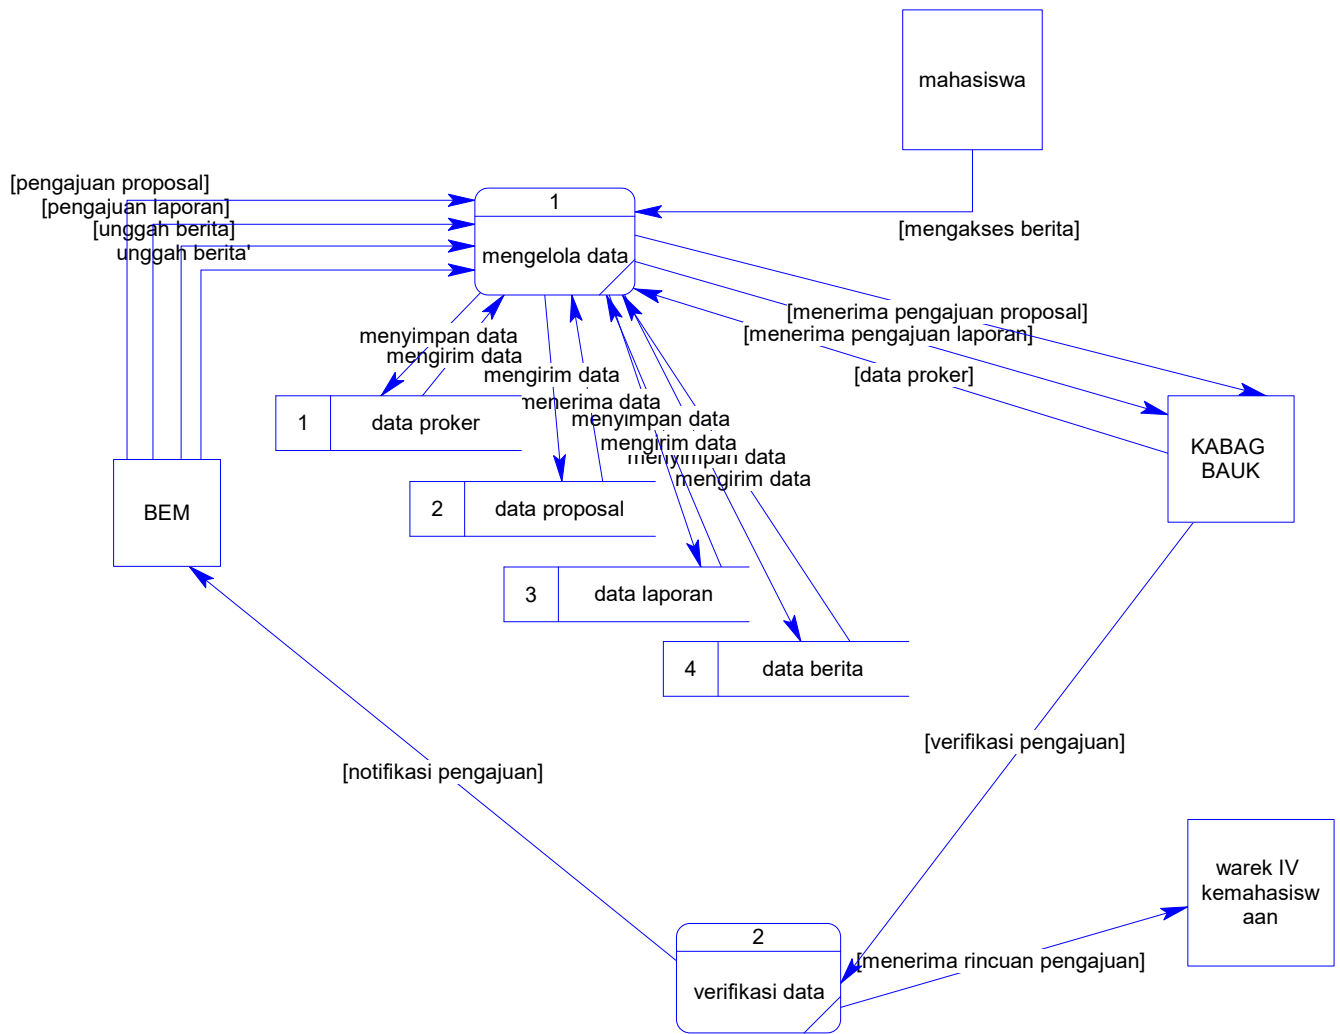 mahasiswa
[pengajuan proposal]
[pengajuan laporan]
[unggah berita]
unggah berita'
1
mengelola data
[mengakses berita]
[menerima pengajuan proposal]
[menerima pengajuan laporan]
[data proker]
menyimpan data
mengirim data
mengirim data
menerima data
menyimpan data
mengirim data
menyimpan data
mengirim data
1
data proker
2
data proposal
3
data laporan
4
data berita
BEM
KABAG
BAUK
[verifikasi pengajuan]
[notifikasi pengajuan]
warek IV
kemahasisw
aan
2
verifikasi data
[menerima rincuan pengajuan]